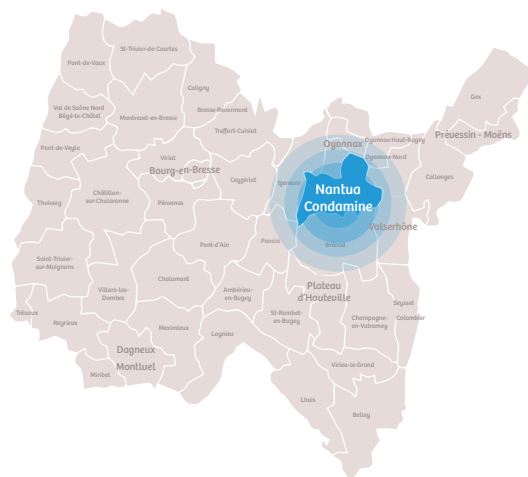 St-Trivier-de-Courtes
Pont-de-Vaux
Coligny
Gex
Val de Saône Nord
Bâgé-le-Châtel
Montreuil-en-Bresse
Bresse-Revermont
Treffort-Cuisiat
Prévessin - Moëns
Oyonnax
Oyonnax Haut-Bugey
Oyonnax-Nord
Pont-de-Veyle
Viriat
Bourg-en-Bresse
Ceyzériat
Izernore
Collonges
Nantua
Condamine
Châtillon-
sur-Chalaronne
Péronnas
Thoissey
Valserhône
Pont-d'Ain
Poncin
Brénod
Saint-Trivier-
sur-Moignans
Chalamont
Villars-les-
Dombes
Ambérieu-
en-Bugey
Plateau
d'Hauteville
Seyssel
Trévoux
Reyrieux
St-Rambert-
en-Bugey
Champagne-
en-Valromey
Culombier
Meximieux
Lagnieu
Dagneux
Montluel
Miribel
Virieu-le-Grand
Lhuis
Belley